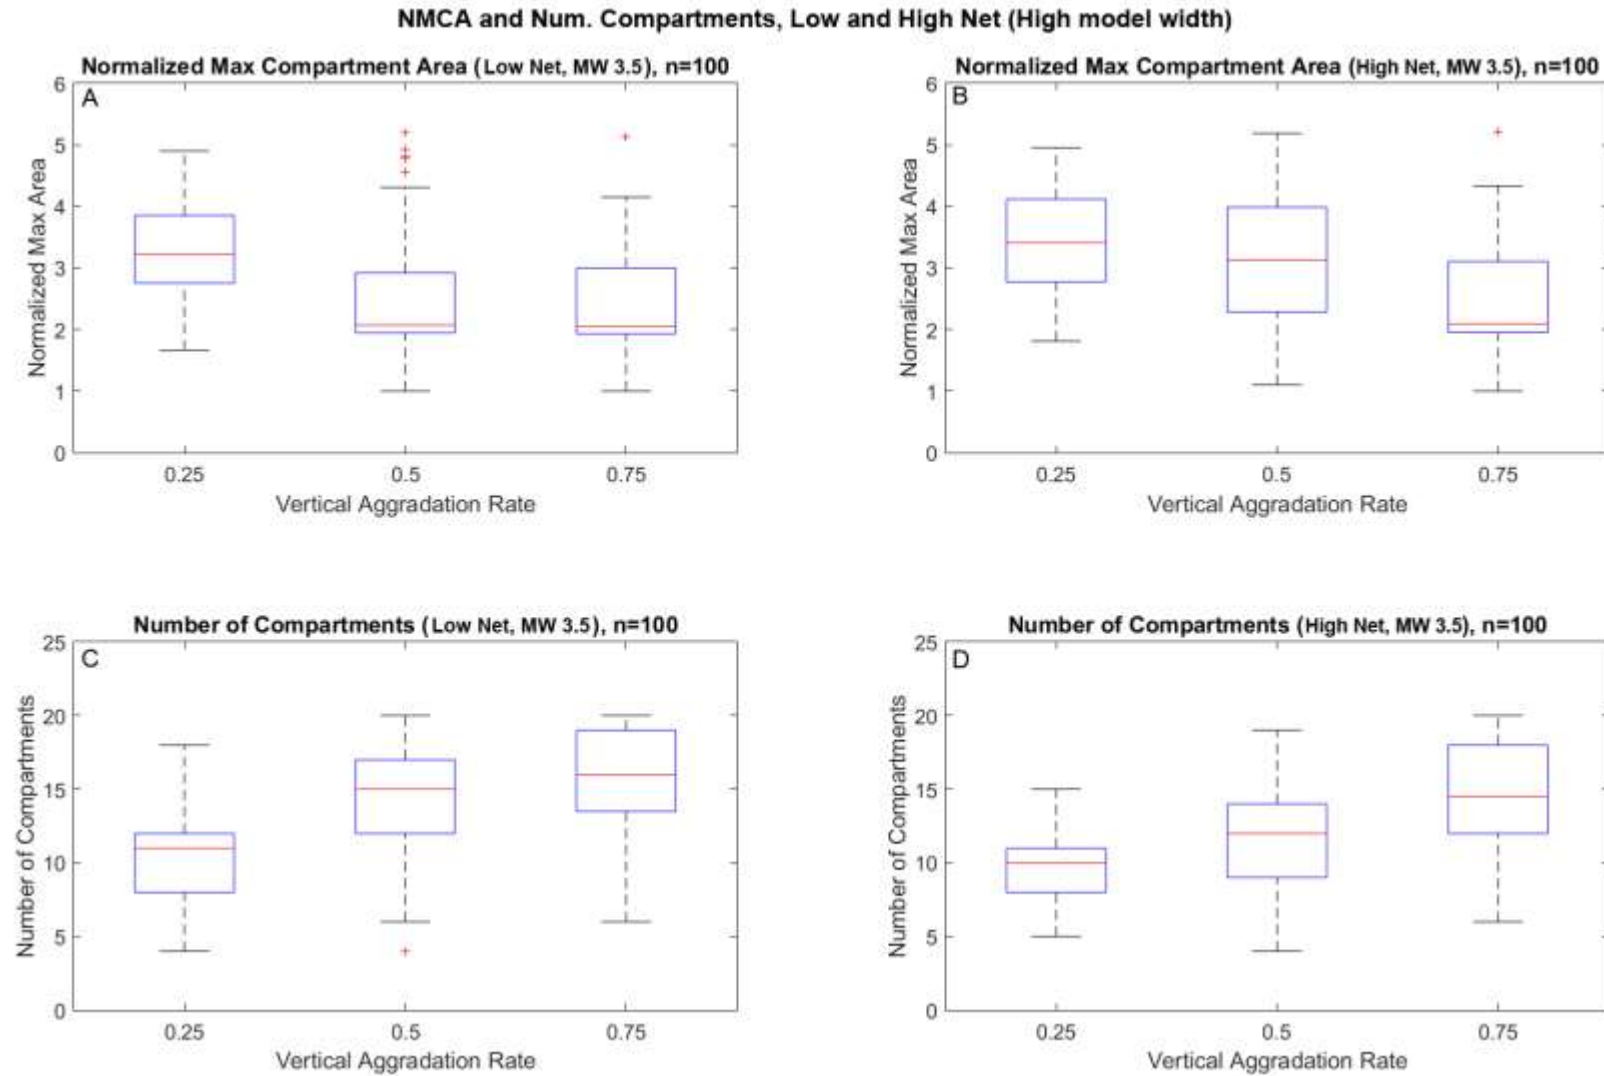 NMCA and Num. Compartments, Low and High Net (High model width)
Normalized Max Compartment Area (Low Net, MW 3.5), n=100
A
6
5
4
3
2
1
0
Normalized Max Area
0.25 0.5 0.75
Vertical Aggradation Rate
Normalized Max Compartment Area (High Net, MW 3.5), n=100
B
6
5
4
3
2
1
0
Normalized Max Area
0.25 0.5 0.75
Vertical Aggradation Rate
Number of Compartments (Low Net, MW 3.5), n=100
C
25
20
15
10
5
0
Number of Compartments
0.25 0.5 0.75
Vertical Aggradation Rate
Number of Compartments (High Net, MW 3.5), n=100
D
25
20
15
10
5
0
Number of Compartments
0.25 0.5 0.75
Vertical Aggradation Rate